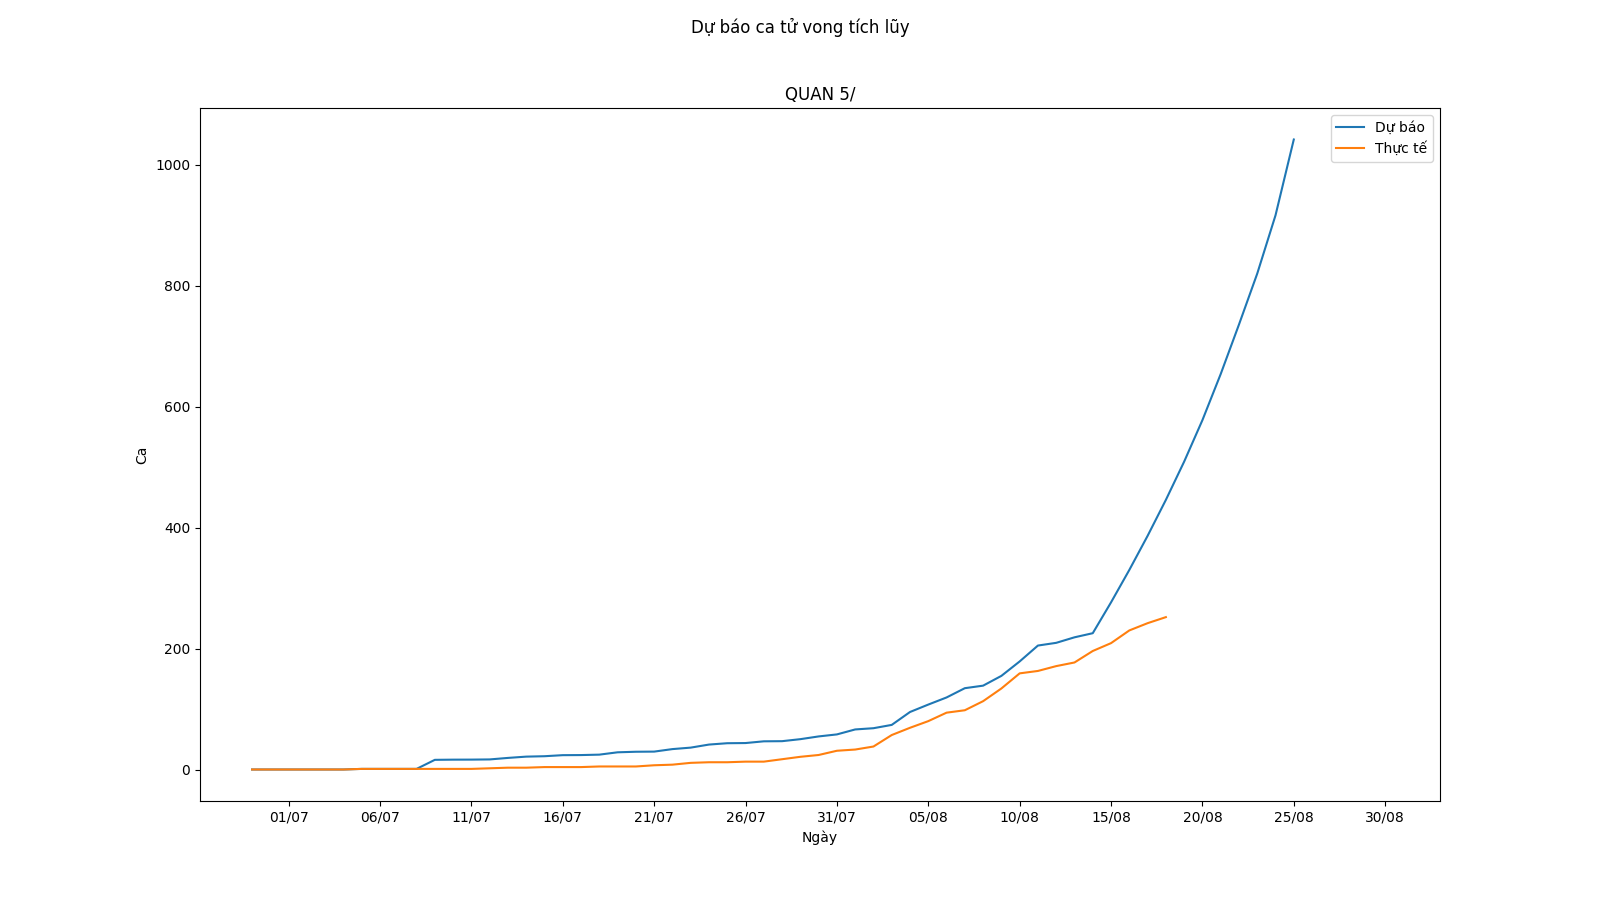 Dự báo ca tử vong tích lũy
QUAN 5/
Dự báo
Thực tế
1000
800
600
400
200
0
Ca
01/07 06/07 11/07 16/07 21/07 26/07 31/07 05/08 10/08 15/08 20/08 25/08 30/08
Ngày